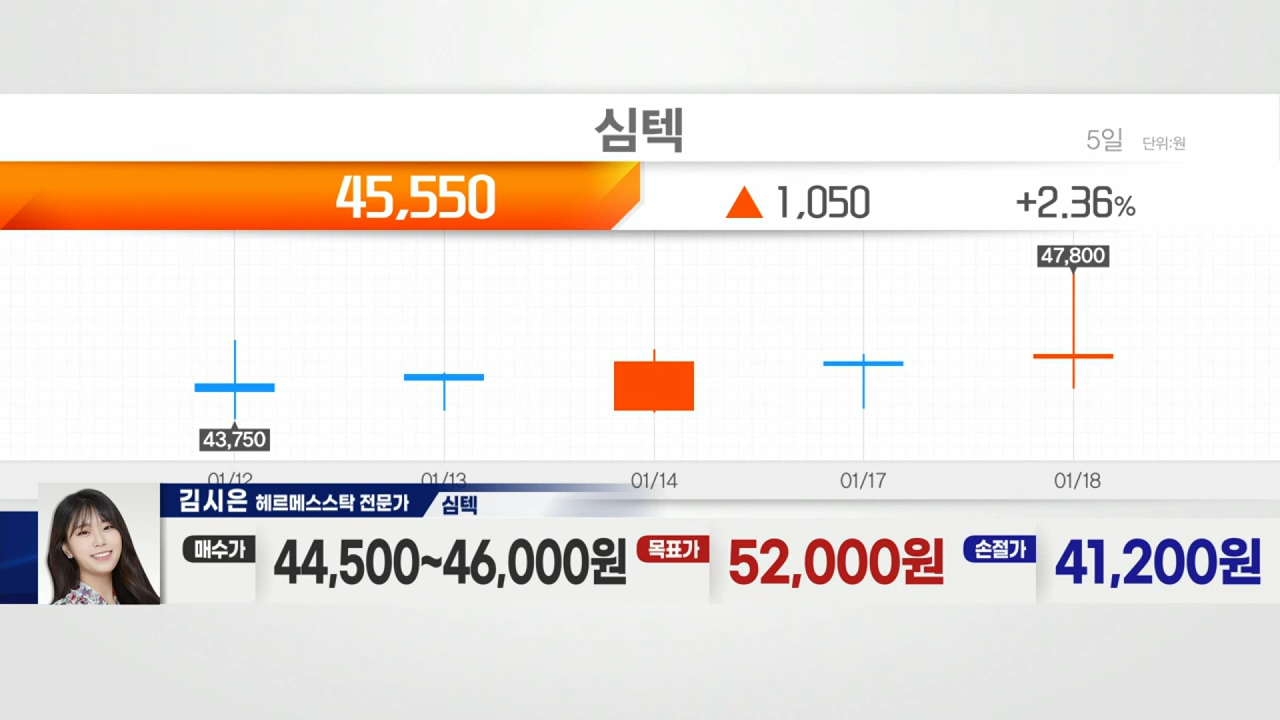 심텍
5일 단위:원
45,550 ▲ 1,050 +2.36%
47,800
43,750
01/12 01/13 01/14 01/17 01/18
김시은 헤르메스스탁 전문가 심텍
매수가 44,500~46,000원 목표가 52,000원 손절가 41,200원